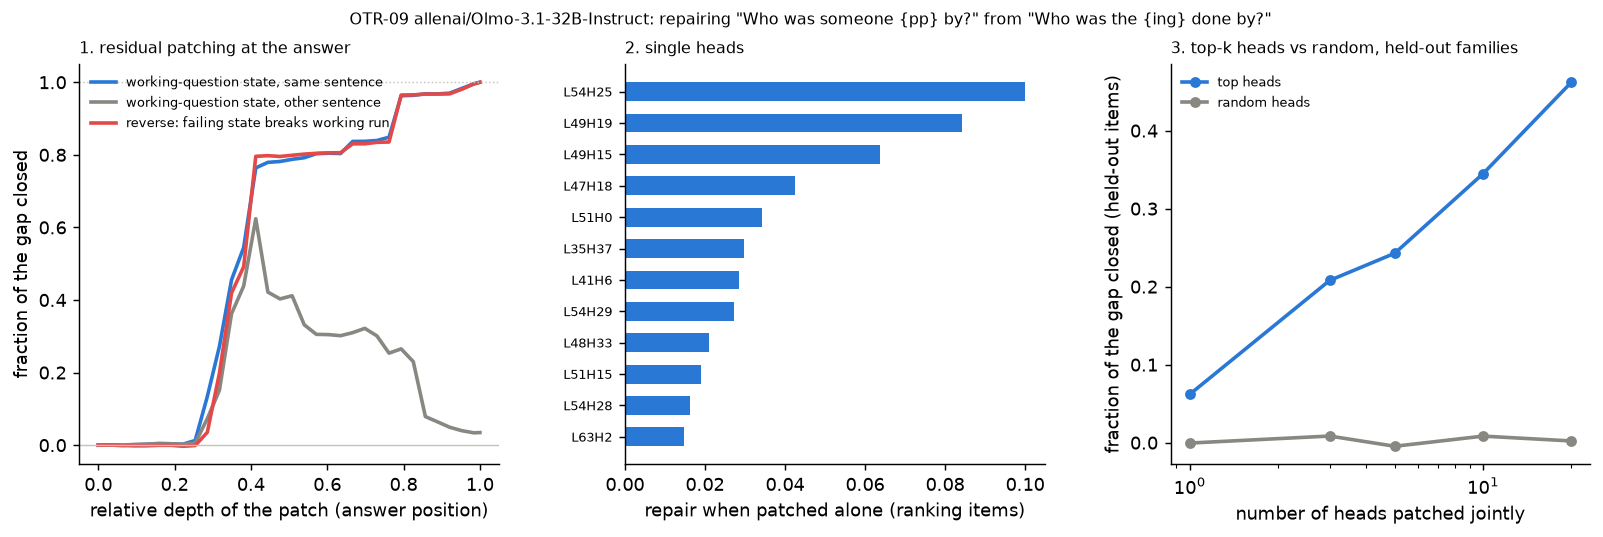 OTR-09 allenai/Olmo-3.1-32B-Instruct: repairing "Who was someone {pp} by?" from "Who was the {ing} done by?"
1. residual patching at the answer
fraction of the gap closed
1.0
0.8
0.6
0.4
0.2
0.0
working-question state, same sentence
working-question state, other sentence
reverse: failing state breaks working run
0.0 0.2 0.4 0.6 0.8 1.0
relative depth of the patch (answer position)
2. single heads
L54H25
L49H19
L49H15
L47H18
L51H0
L35H37
L41H6
L54H29
L48H33
L51H15
L54H28
L63H2
0.00 0.02 0.04 0.06 0.08 0.10
repair when patched alone (ranking items)
3. top-k heads vs random, held-out families
fraction of the gap closed (held-out items)
0.4
0.3
0.2
0.1
0.0
top heads
random heads
10⁰ 10¹
number of heads patched jointly